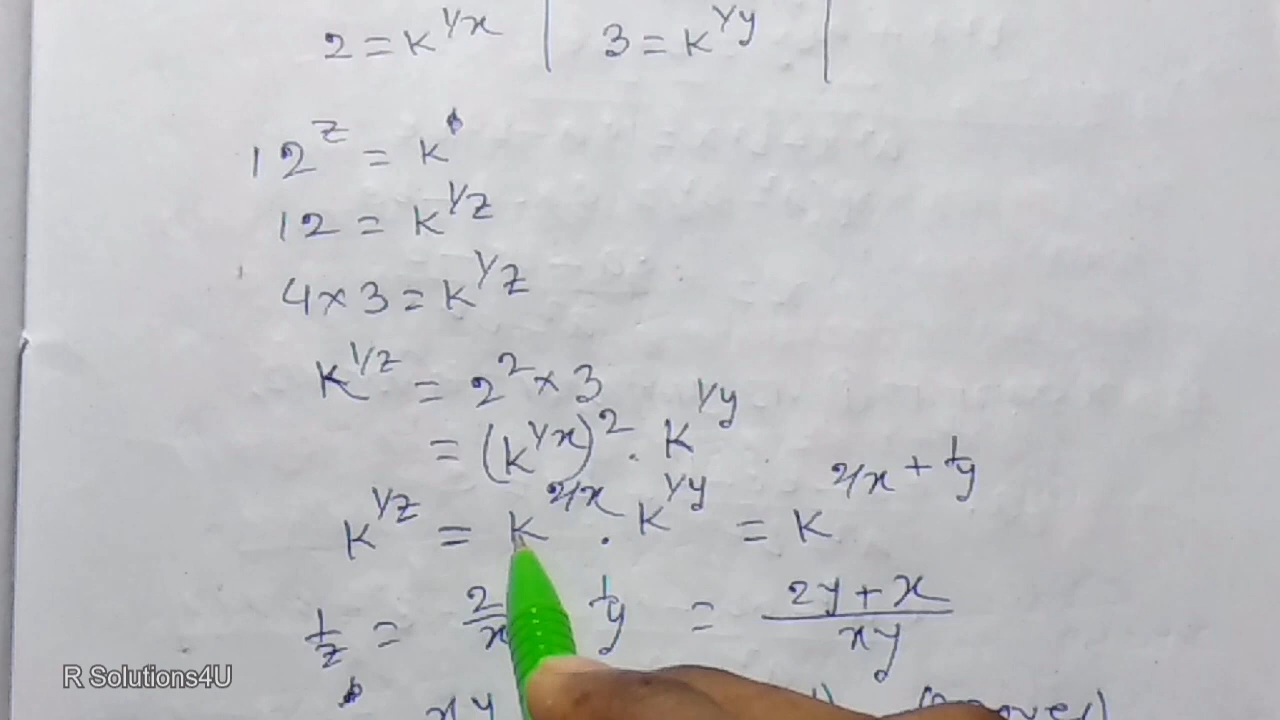 2 = K^1/x | 3 = K^1/y |
12^z = K
12 = K^1/z
4 × 3 = K^1/z
K^1/z = 2^2 × 3
= (K^1/x)^2 . K^1/y
K^1/z = K^2/x . K^1/y = K^2/x + 1/y
1/z = 2/x 1/y = (2y + x)/xy
xy
R Solutions4U